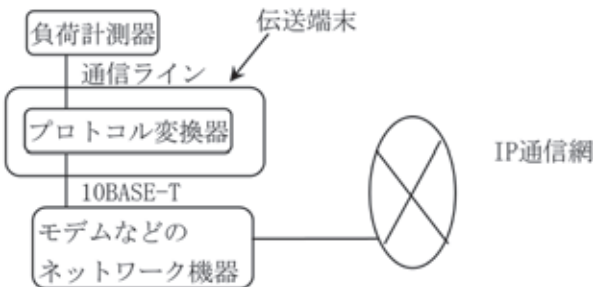 負荷計測器
伝送端末
通信ライン
プロトコル変換器
IP通信網
10BASE-T
モデムなどの
ネットワーク機器